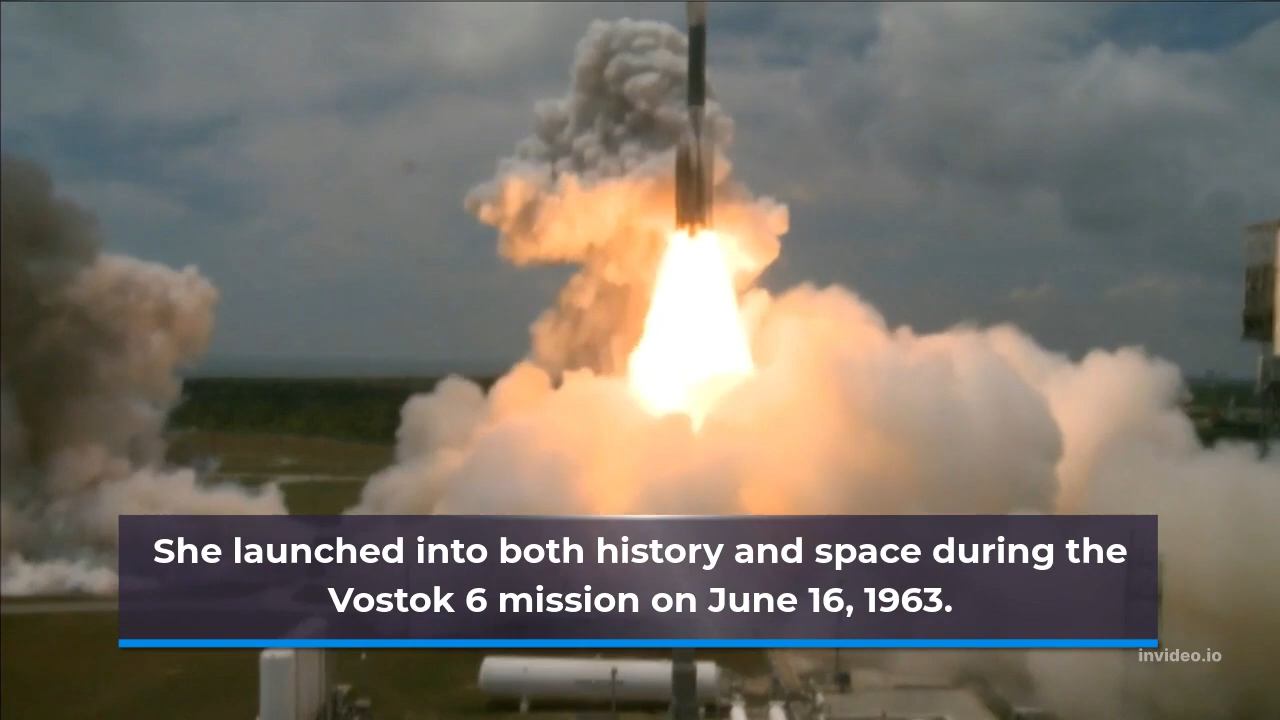 She launched into both history and space during the
Vostok 6 mission on June 16, 1963.
invideo.io